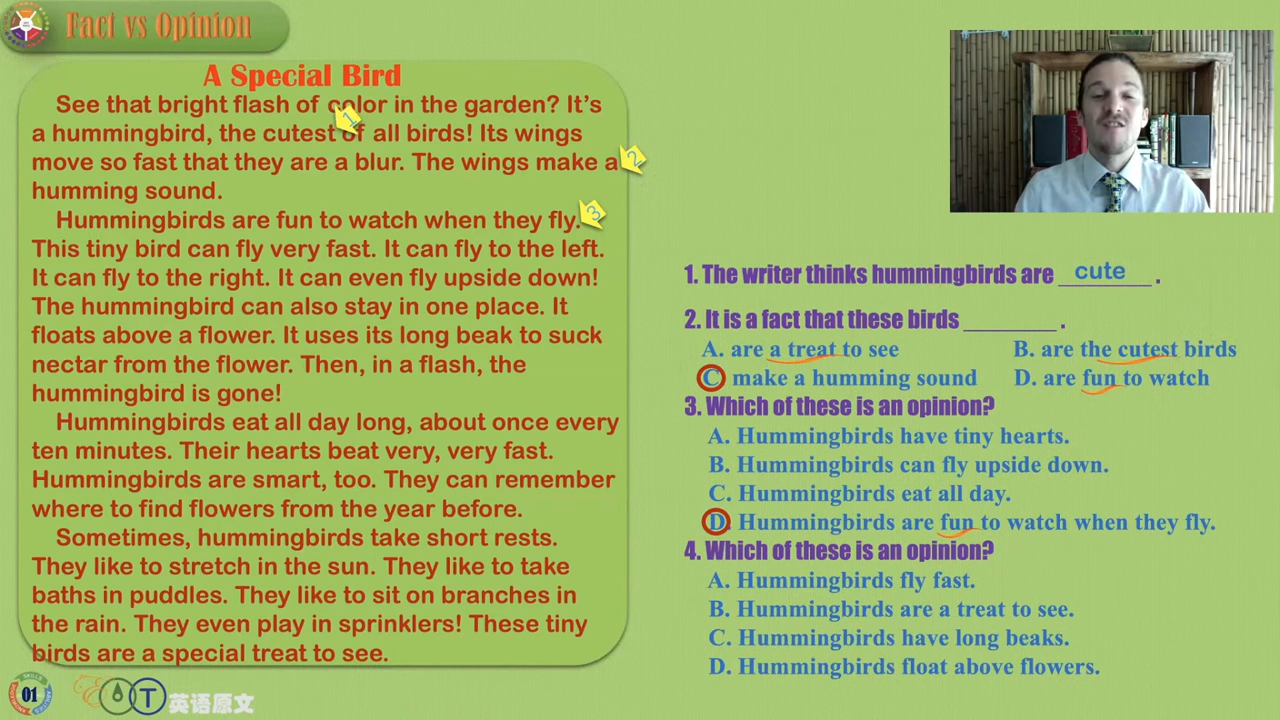 Fact vs Opinion
A Special Bird
See that bright flash of color in the garden? It's
a hummingbird, the cutest of all birds! Its wings
move so fast that they are a blur. The wings make a
humming sound.
Hummingbirds are fun to watch when they fly.
This tiny bird can fly very fast. It can fly to the left.
It can fly to the right. It can even fly upside down!
The hummingbird can also stay in one place. It
floats above a flower. It uses its long beak to suck
nectar from the flower. Then, in a flash, the
hummingbird is gone!
Hummingbirds eat all day long, about once every
ten minutes. Their hearts beat very, very fast.
Hummingbirds are smart, too. They can remember
where to find flowers from the year before.
Sometimes, hummingbirds take short rests.
They like to stretch in the sun. They like to take
baths in puddles. They like to sit on branches in
the rain. They even play in sprinklers! These tiny
birds are a special treat to see.
1
2
3
1. The writer thinks hummingbirds are cute .
2. It is a fact that these birds _______ .
A. are a treat to see B. are the cutest birds
C make a humming sound D. are fun to watch
3. Which of these is an opinion?
A. Hummingbirds have tiny hearts.
B. Hummingbirds can fly upside down.
C. Hummingbirds eat all day.
D. Hummingbirds are fun to watch when they fly.
4. Which of these is an opinion?
A. Hummingbirds fly fast.
B. Hummingbirds are a treat to see.
C. Hummingbirds have long beaks.
D. Hummingbirds float above flowers.
01
T 英语原文